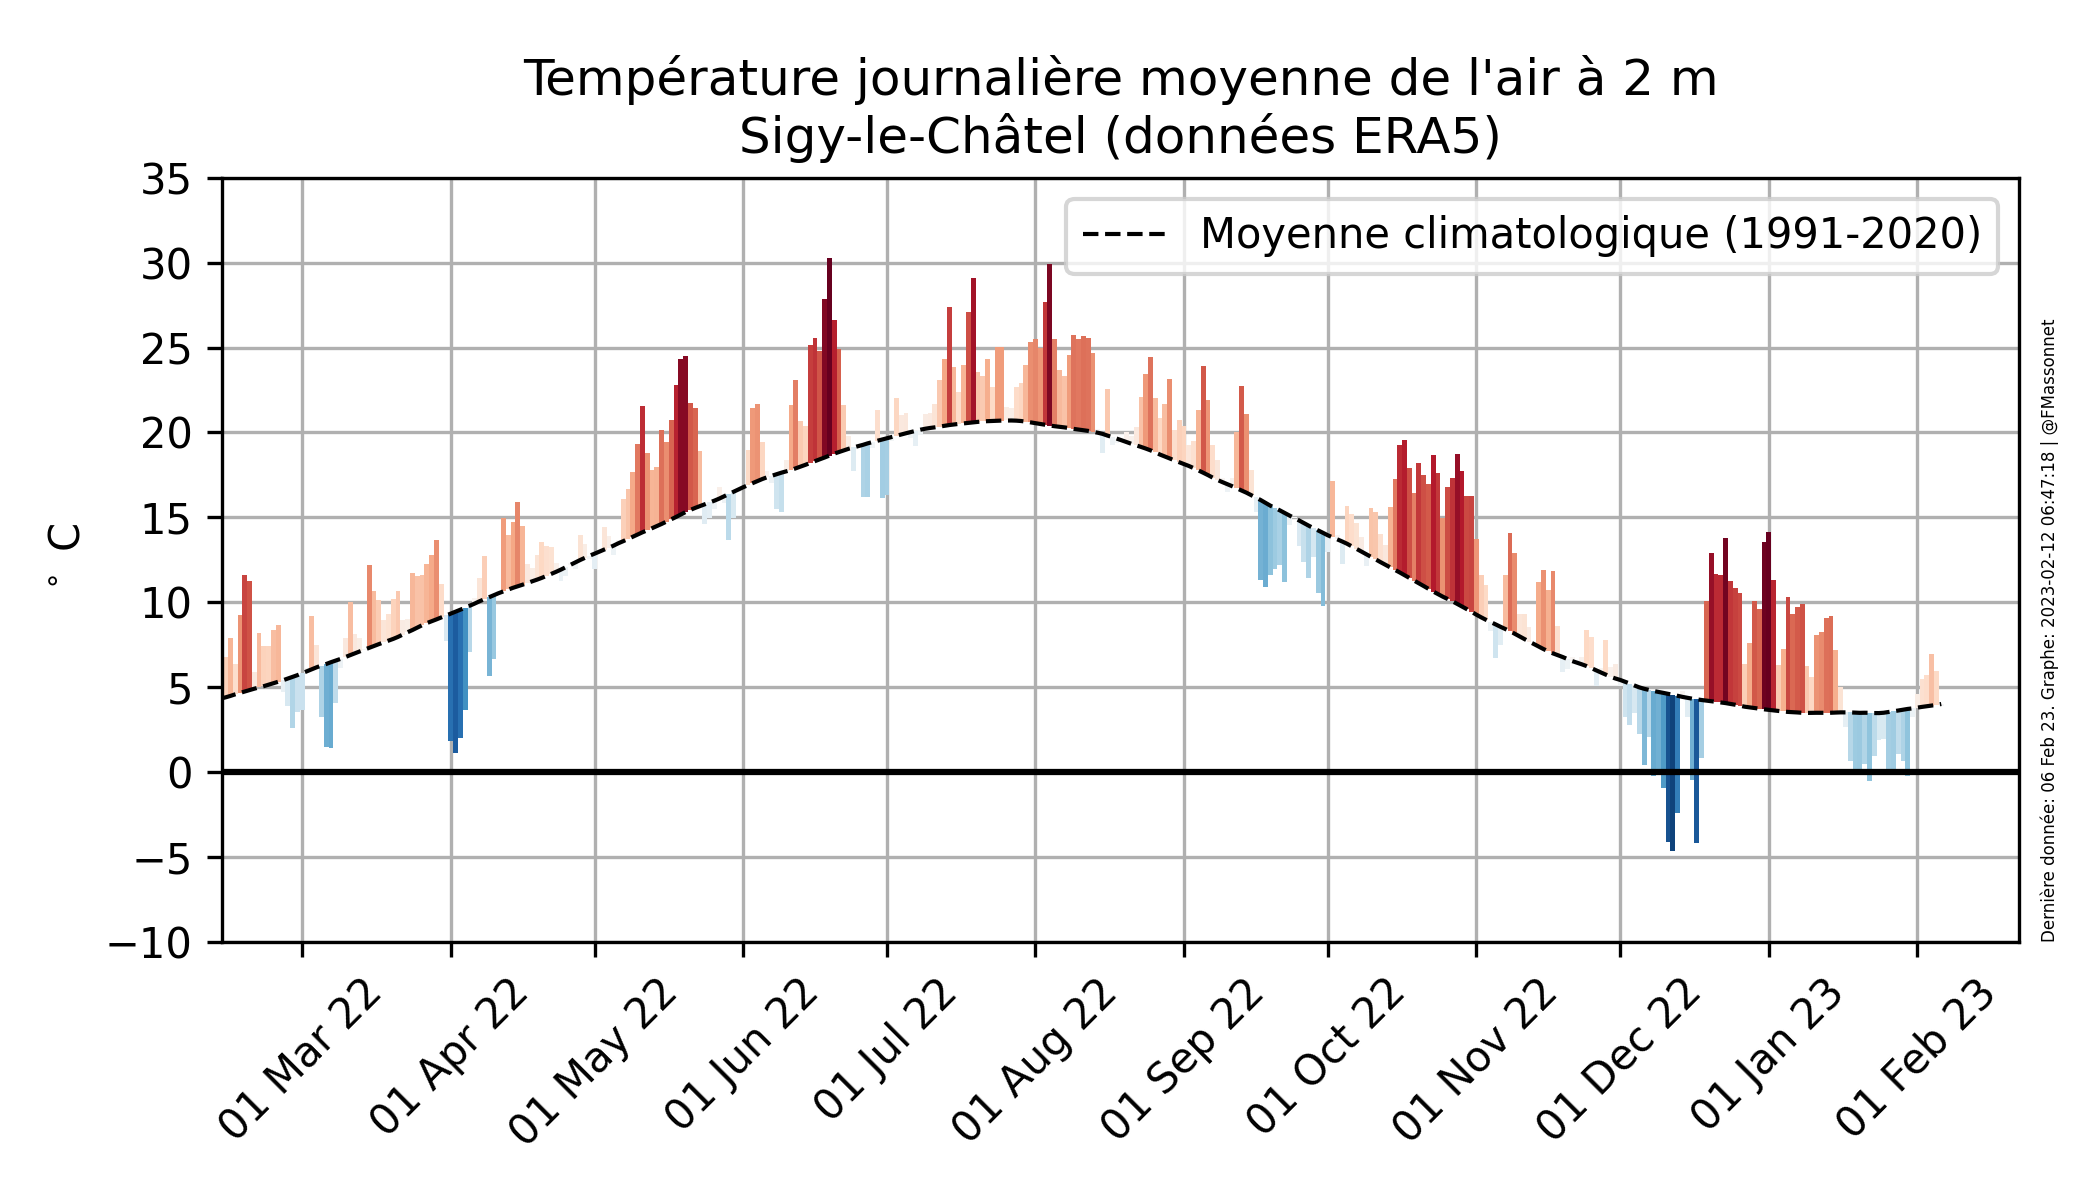 Température journalière moyenne de l'air à 2 m
Sigy-le-Châtel (données ERA5)
Moyenne climatologique (1991-2020)
° C
35
30
25
20
15
10
5
0
−5
−10
01 Mar 22
01 Apr 22
01 May 22
01 Jun 22
01 Jul 22
01 Aug 22
01 Sep 22
01 Oct 22
01 Nov 22
01 Dec 22
01 Jan 23
01 Feb 23
Dernière donnée: 06 Feb 23. Graphe: 2023-02-12 06:47:18 | @FMassonnet